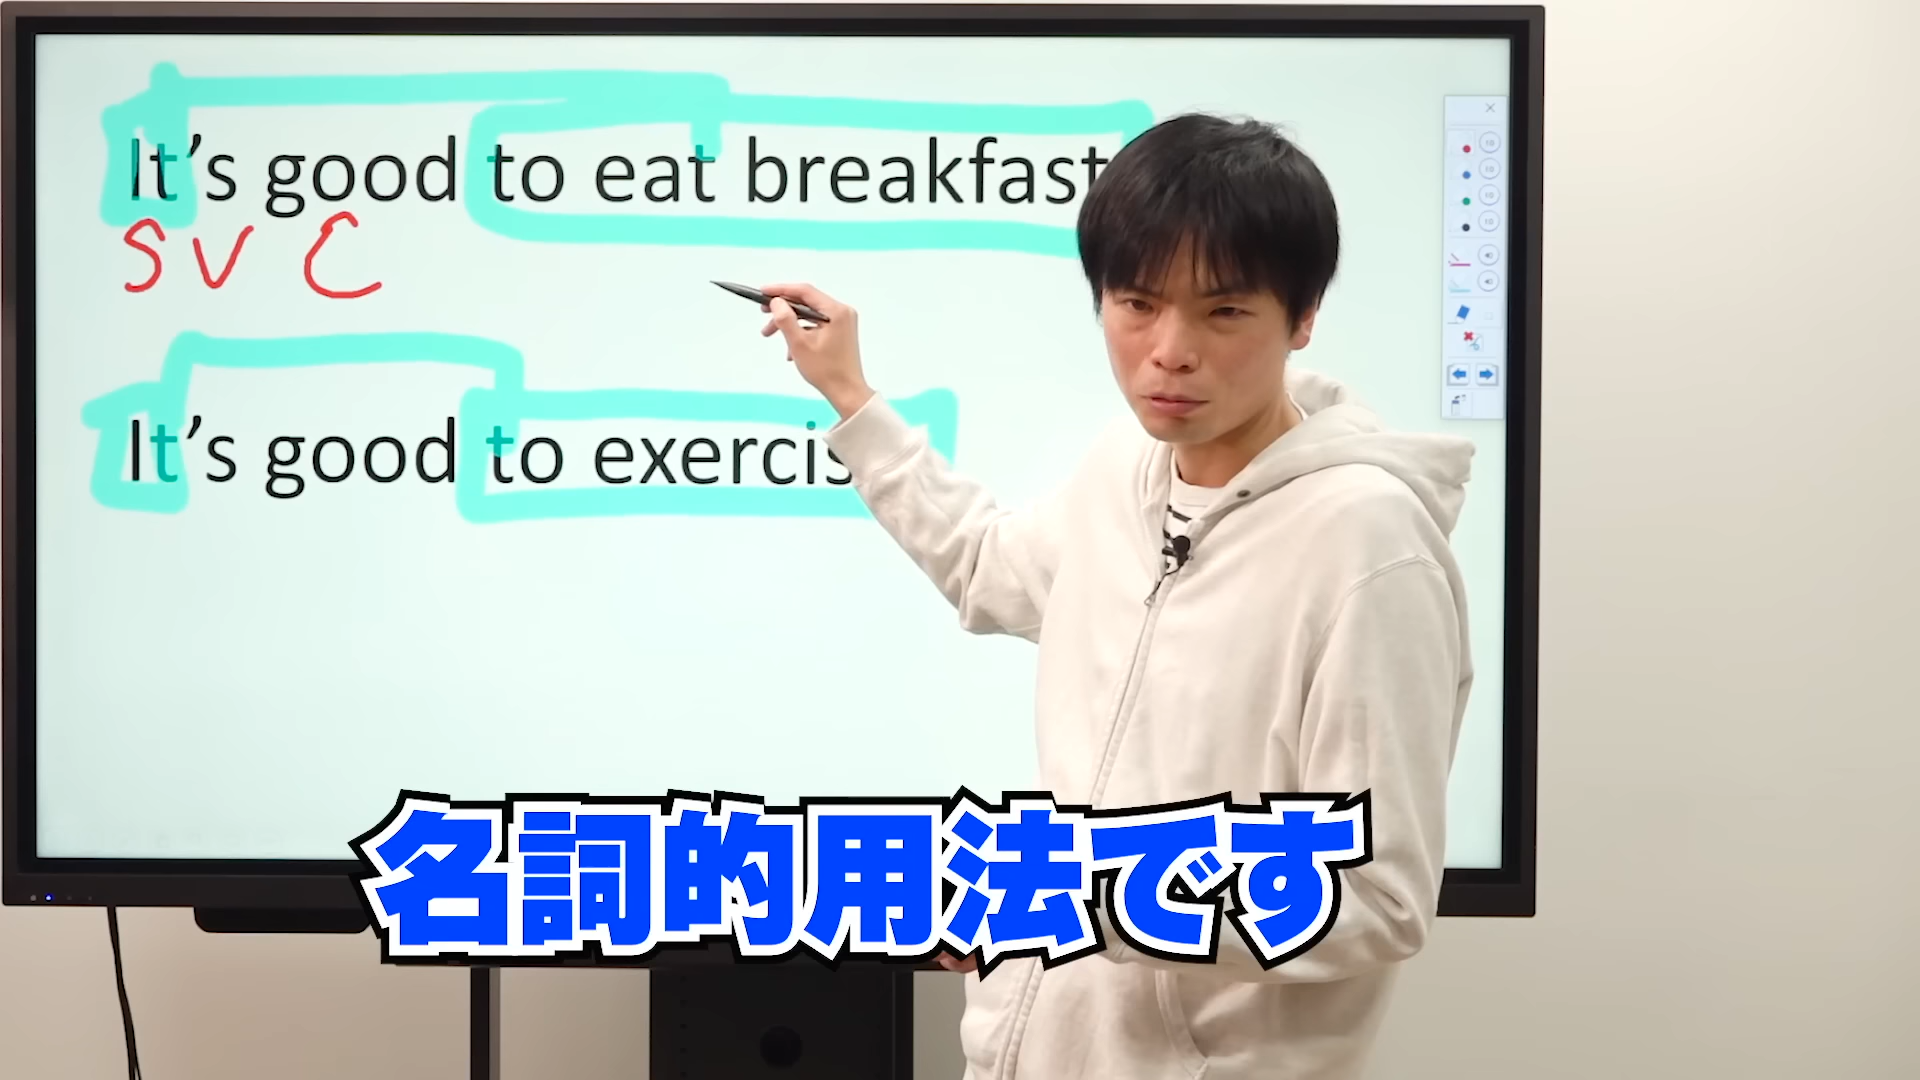 It's good to eat breakfast
S V C
It's good to exercis
名詞的用法です